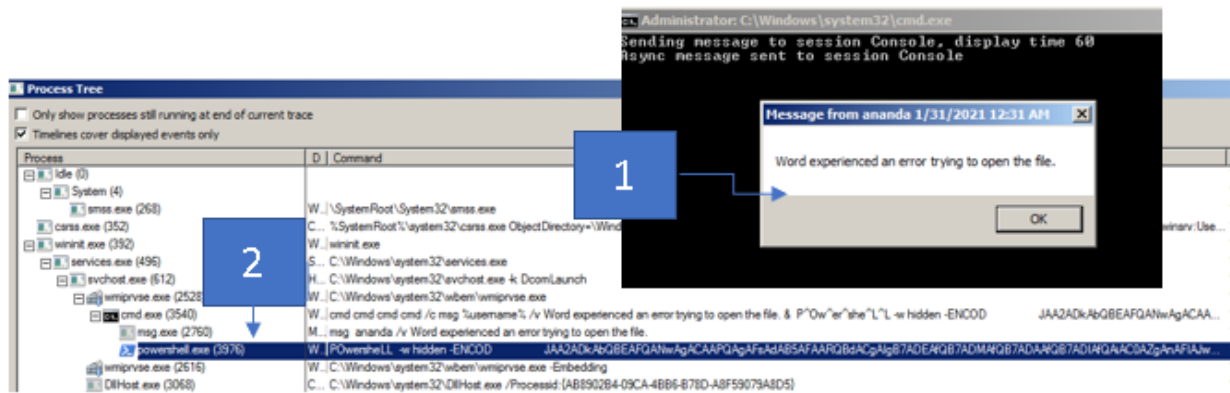 Administrator: C:\Windows\system32\cmd.exe
Sending message to session Console, display time 60
Async message sent to session Console
Message from ananda 1/31/2021 12:31 AM
Word experienced an error trying to open the file.
OK
1
2
Process Tree
Only show processes still running at end of current trace
Timelines cover displayed events only
Process D Command
Idle (0)
System (4)
smss.exe (268) W... \SystemRoot\System32\smss.exe
csrss.exe (352) C... %SystemRoot%\system32\csrss.exe ObjectDirectory=\Wind winsrv:Use...
wininit.exe (392) W... wininit.exe
services.exe (496) S... C:\Windows\system32\services.exe
svchost.exe (612) H... C:\Windows\system32\svchost.exe -k DcomLaunch
wmiprvse.exe (2528 W... C:\Windows\system32\wbem\wmiprvse.exe
cmd.exe (3540) W... cmd cmd cmd cmd /c msg %username% /v Word experienced an error trying to open the file. & P^Ow^er^she^L^L -w hidden -ENCOD
msg.exe (2760) M... msg ananda /v Word experienced an error trying to open the file.
powershell.exe (3976) W... POwersheLL -w hidden -ENCOD
wmiprvse.exe (2616) W... C:\Windows\system32\wbem\wmiprvse.exe -Embedding
DllHost.exe (3068) C... C:\Windows\system32\DllHost.exe /Processid:{AB8902B4-09CA-4BB6-B78D-A8F59079A8D5}